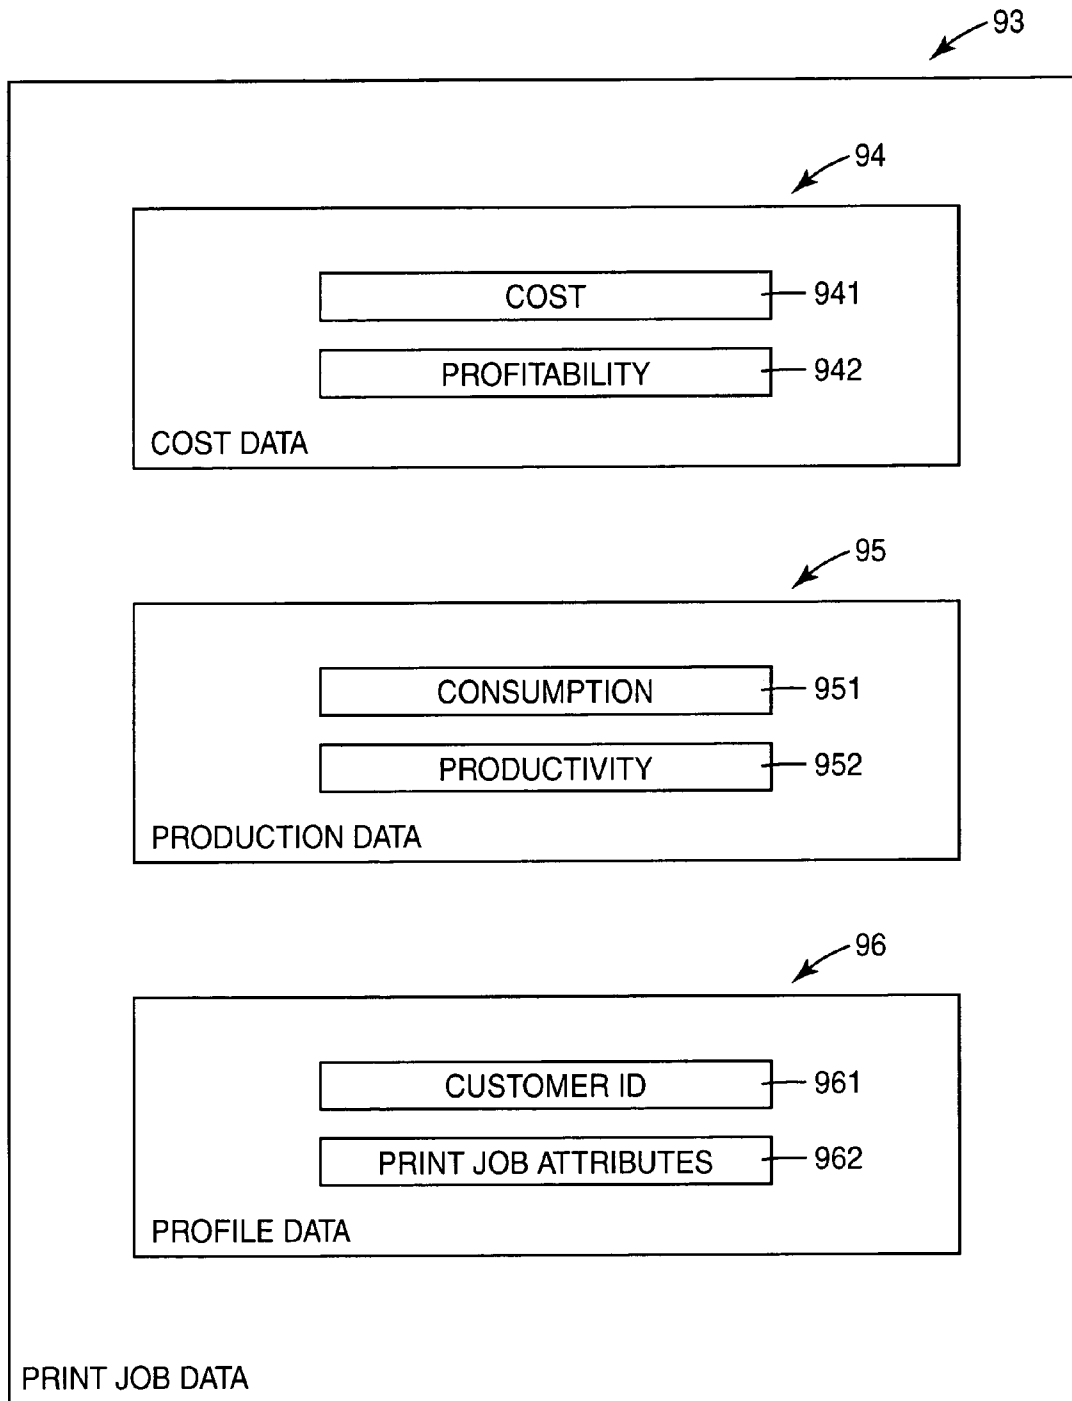 93
94
COST 941
PROFITABILITY 942
COST DATA
95
CONSUMPTION 951
PRODUCTIVITY 952
PRODUCTION DATA
96
CUSTOMER ID 961
PRINT JOB ATTRIBUTES 962
PROFILE DATA
PRINT JOB DATA